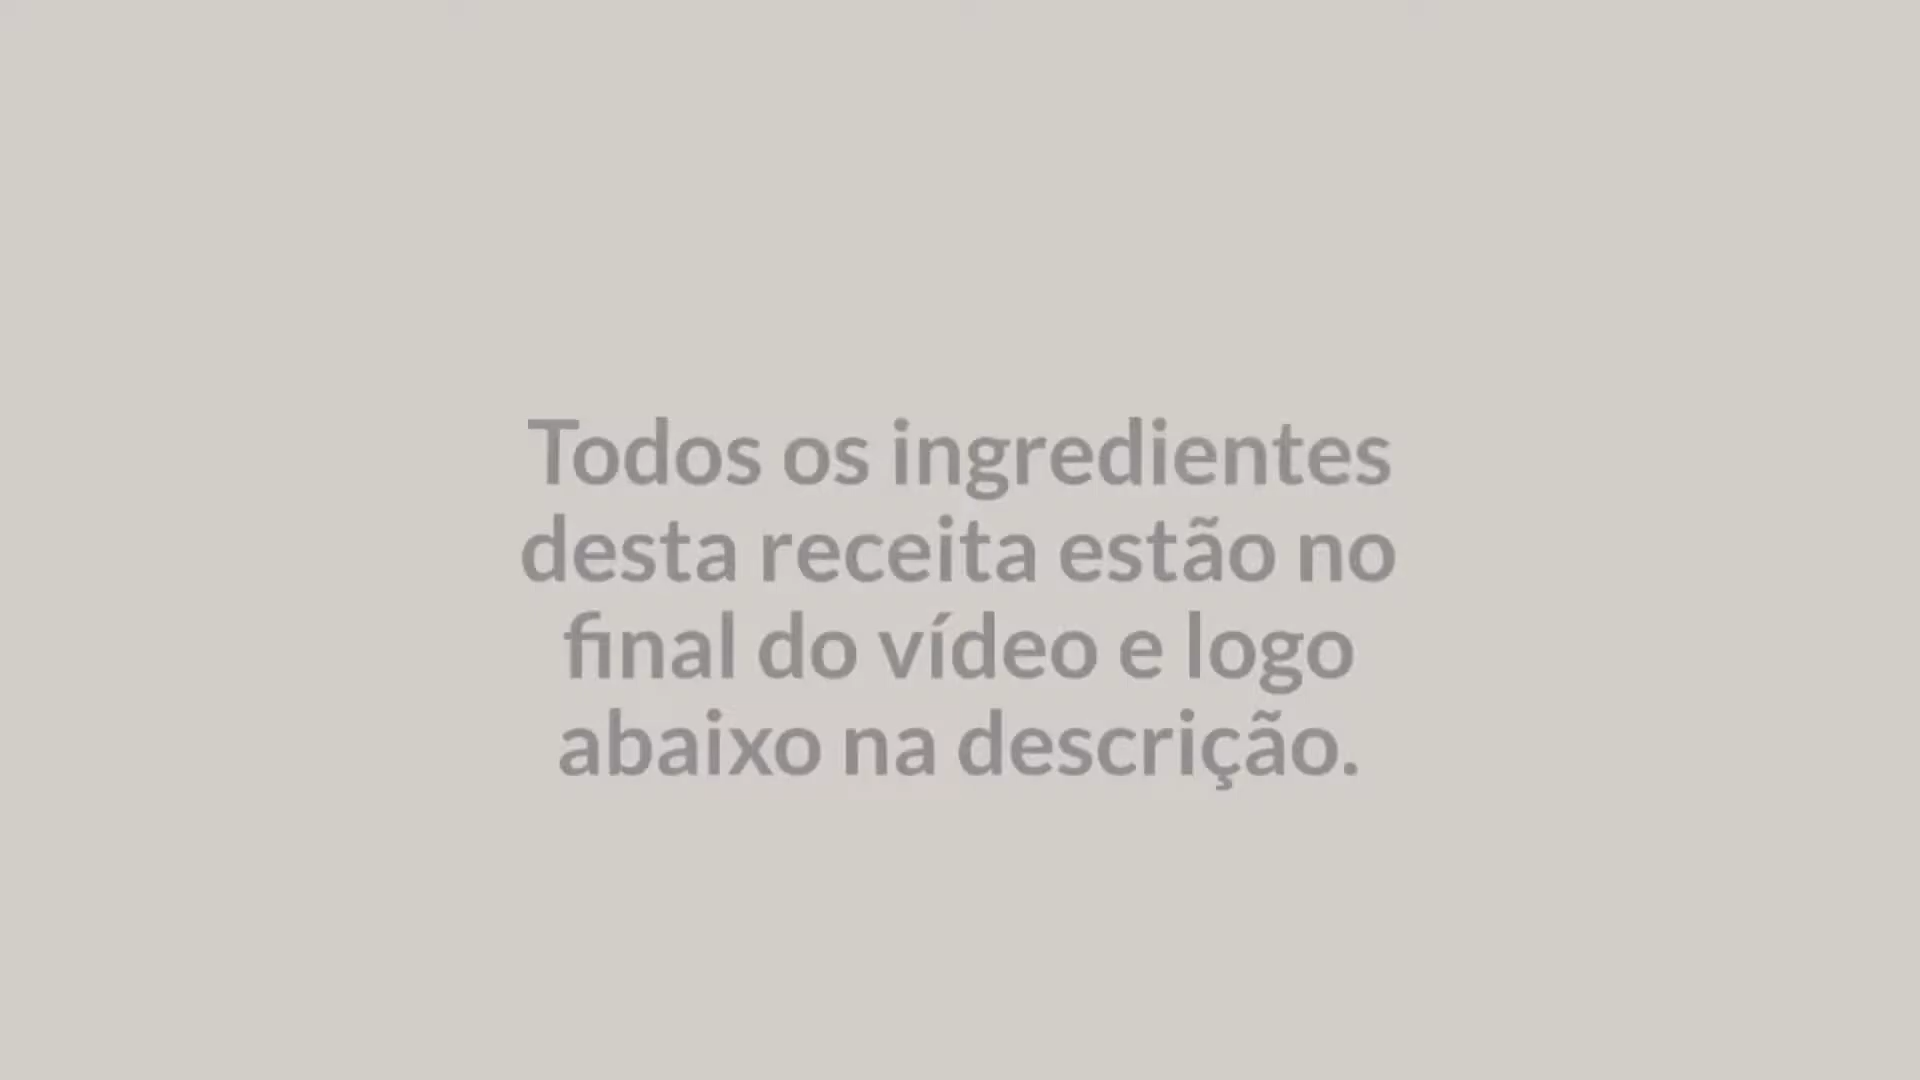 Todos os ingredientes
desta receita estão no
final do vídeo e logo
abaixo na descrição.